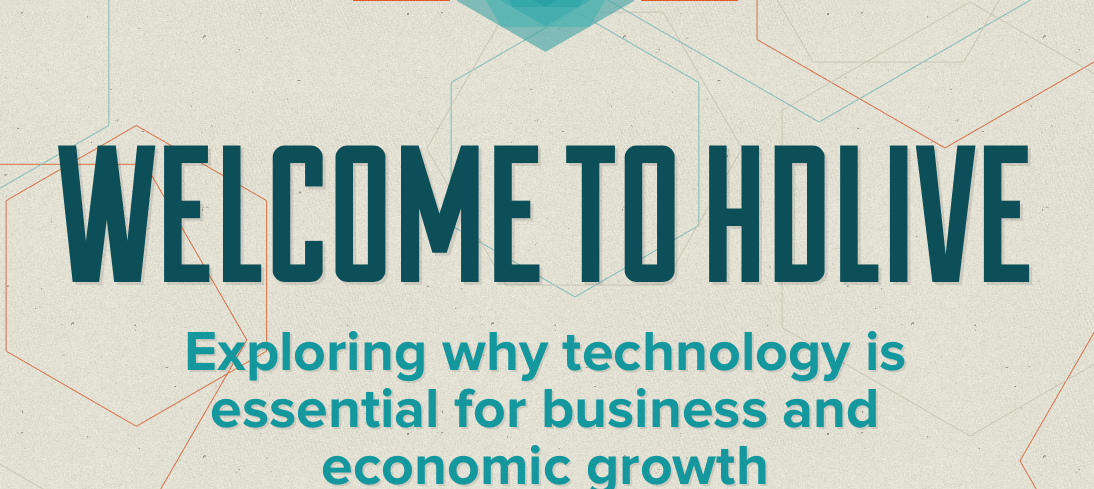 WELCOME TO HDLIVE
Exploring why technology is
essential for business and
economic growth